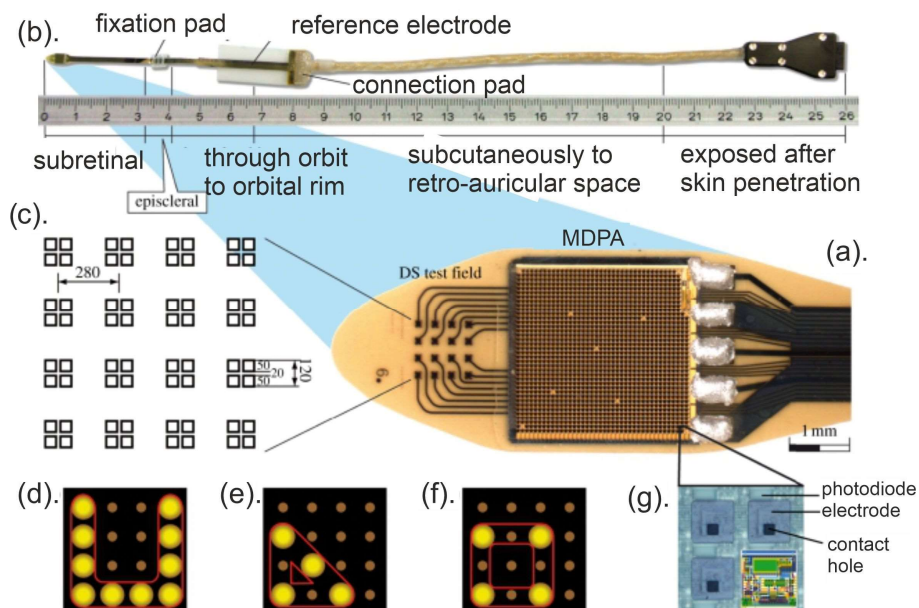 (b).
fixation pad
reference electrode
connection pad
0 1 2 3 4 5 6 7 8 9 10 11 12 13 14 15 16 17 18 19 20 21 22 23 24 25 26
subretinal
episcleral
through orbit
to orbital rim
subcutaneously to
retro-auricular space
exposed after
skin penetration
(c).
280
50
20
50
120
DS test field
MDPA
(a).
6
1 mm
(d).
(e).
(f).
(g).
photodiode
electrode
contact
hole